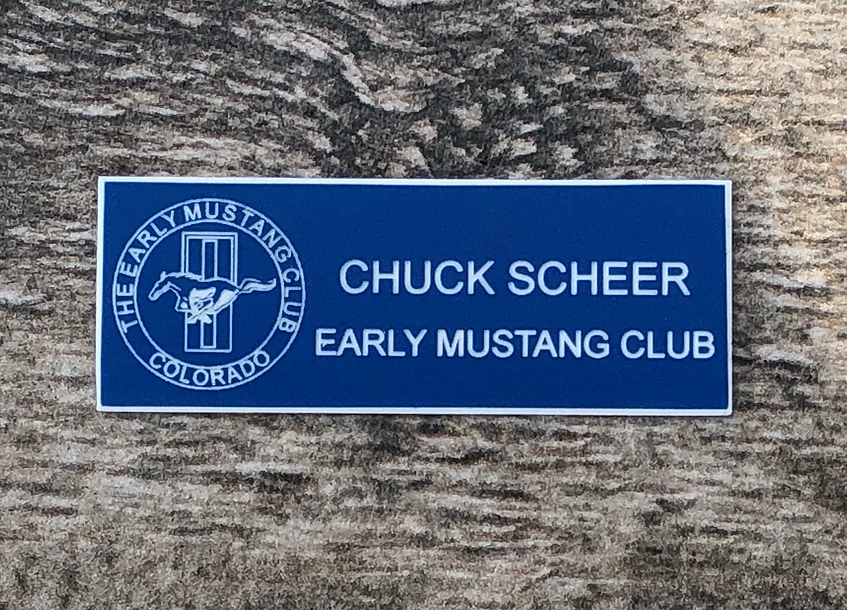 THE EARLY MUSTANG CLUB
COLORADO
CHUCK SCHEER
EARLY MUSTANG CLUB